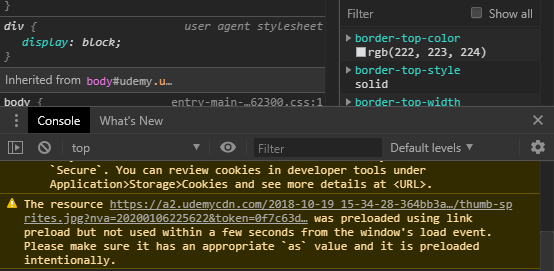 }
div {
user agent stylesheet
display: block;
}
Inherited from body#udemy.u…
body {
entry-main-…62300.css:1
Filter
Show all
border-top-color
rgb(222, 223, 224)
border-top-style
solid
border-top-width
Console
What's New
top
Filter
Default levels
`Secure`. You can review cookies in developer tools under
Application>Storage>Cookies and see more details at <URL>.
The resource https://a2.udemycdn.com/2018-10-19_15-34-28-364bb3a…/thumb-sp
rites.jpg?nva=20200106225622&token=0f7c63d… was preloaded using link
preload but not used within a few seconds from the window's load event.
Please make sure it has an appropriate `as` value and it is preloaded
intentionally.